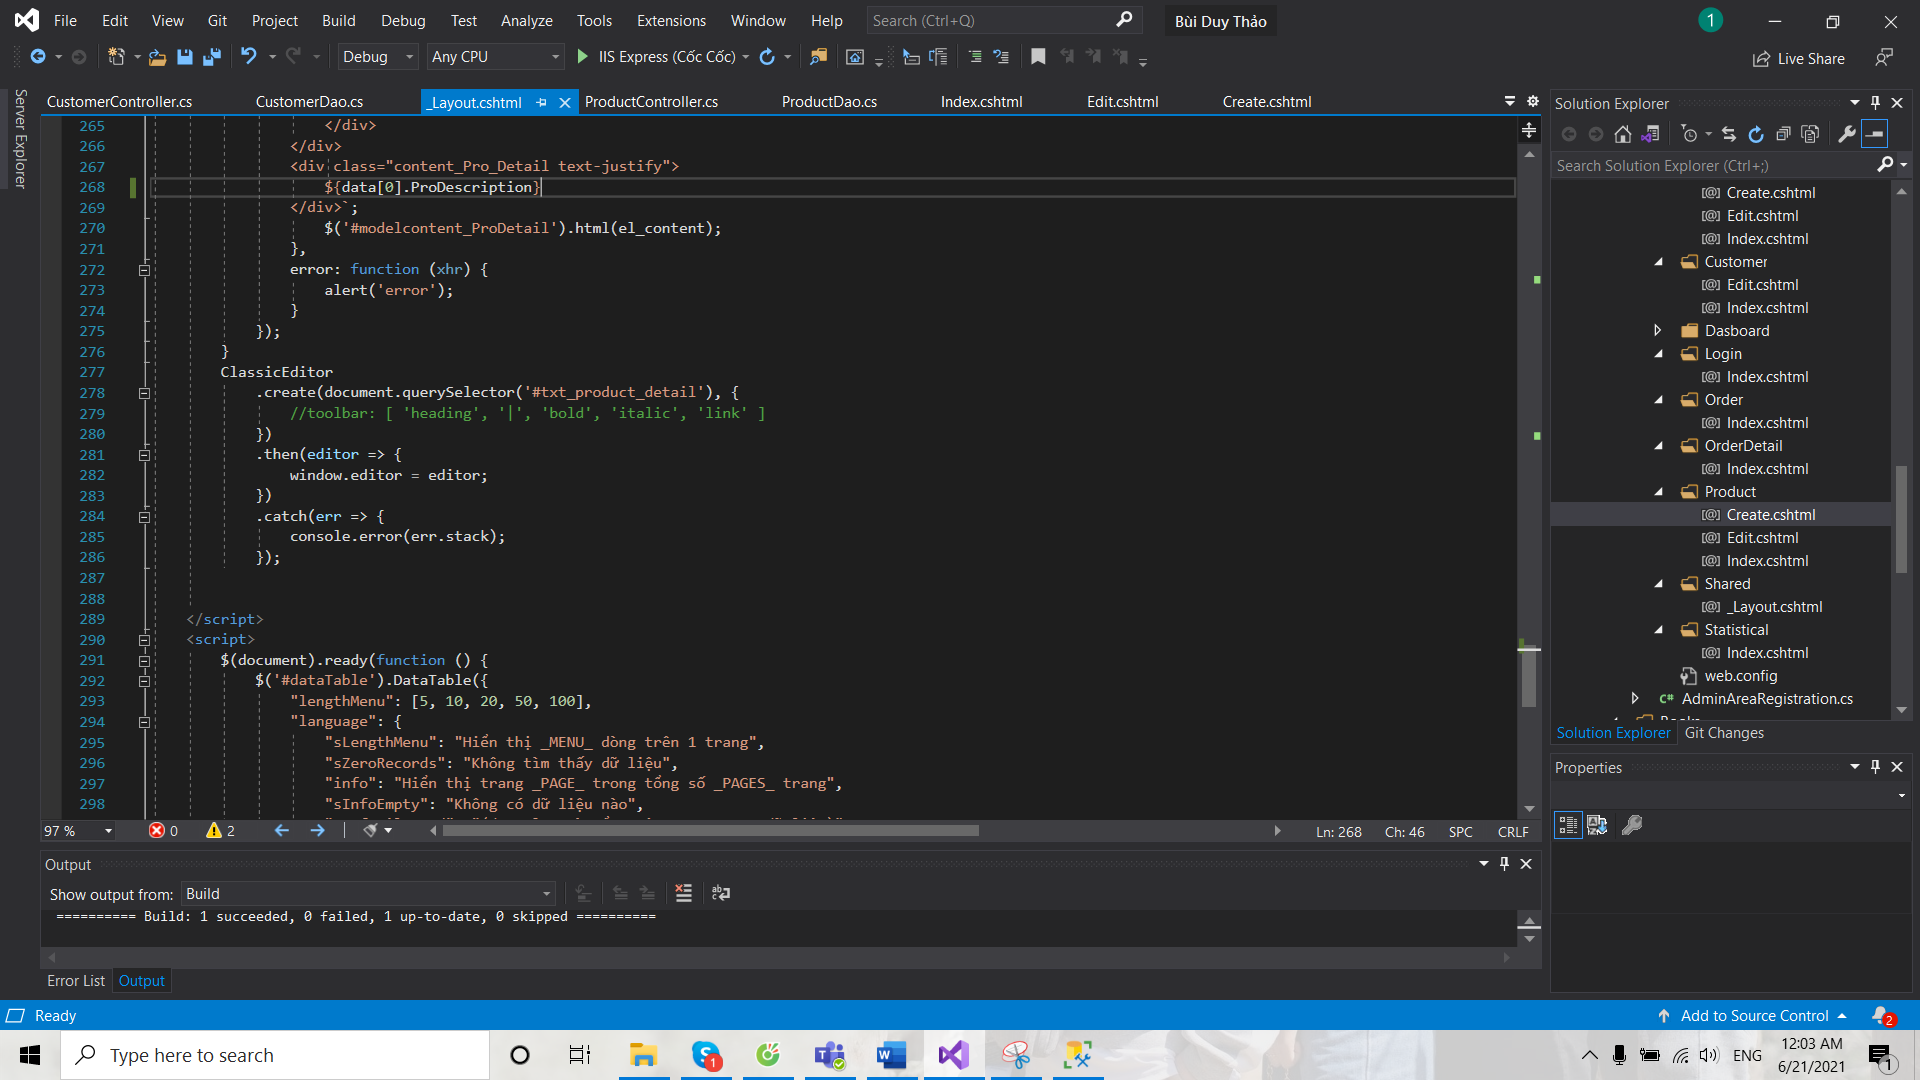 File Edit View Git Project Build Debug Test Analyze Tools Extensions Window Help Search (Ctrl+Q) Bùi Duy Thảo 1
Debug Any CPU IIS Express (Cốc Cốc) Live Share
Server Explorer
CustomerController.cs CustomerDao.cs _Layout.cshtml ProductController.cs ProductDao.cs Index.cshtml Edit.cshtml Create.cshtml
265 </div>
266 </div>
267 <div class="content_Pro_Detail text-justify">
268 ${data[0].ProDescription}
269 </div>`;
270 $('#modelcontent_ProDetail').html(el_content);
271 },
272 error: function (xhr) {
273 alert('error');
274 }
275 });
276 }
277 ClassicEditor
278 .create(document.querySelector('#txt_product_detail'), {
279 //toolbar: [ 'heading', '|', 'bold', 'italic', 'link' ]
280 })
281 .then(editor => {
282 window.editor = editor;
283 })
284 .catch(err => {
285 console.error(err.stack);
286 });
287
288
289 </script>
290 <script>
291 $(document).ready(function () {
292 $('#dataTable').DataTable({
293 "lengthMenu": [5, 10, 20, 50, 100],
294 "language": {
295 "sLengthMenu": "Hiển thị _MENU_ dòng trên 1 trang",
296 "sZeroRecords": "Không tìm thấy dữ liệu",
297 "info": "Hiển thị trang _PAGE_ trong tổng số _PAGES_ trang",
298 "sInfoEmpty": "Không có dữ liệu nào",
97 % 0 2 Ln: 268 Ch: 46 SPC CRLF
Output
Show output from: Build
========== Build: 1 succeeded, 0 failed, 1 up-to-date, 0 skipped ==========
Error List Output
Solution Explorer
Search Solution Explorer (Ctrl+;)
Create.cshtml
Edit.cshtml
Index.cshtml
Customer
Edit.cshtml
Index.cshtml
Dasboard
Login
Index.cshtml
Order
Index.cshtml
OrderDetail
Index.cshtml
Product
Create.cshtml
Edit.cshtml
Index.cshtml
Shared
_Layout.cshtml
Statistical
Index.cshtml
web.config
C# AdminAreaRegistration.cs
Solution Explorer Git Changes
Properties
Ready Add to Source Control 2
Type here to search 1 ENG 12:03 AM
6/21/2021 1